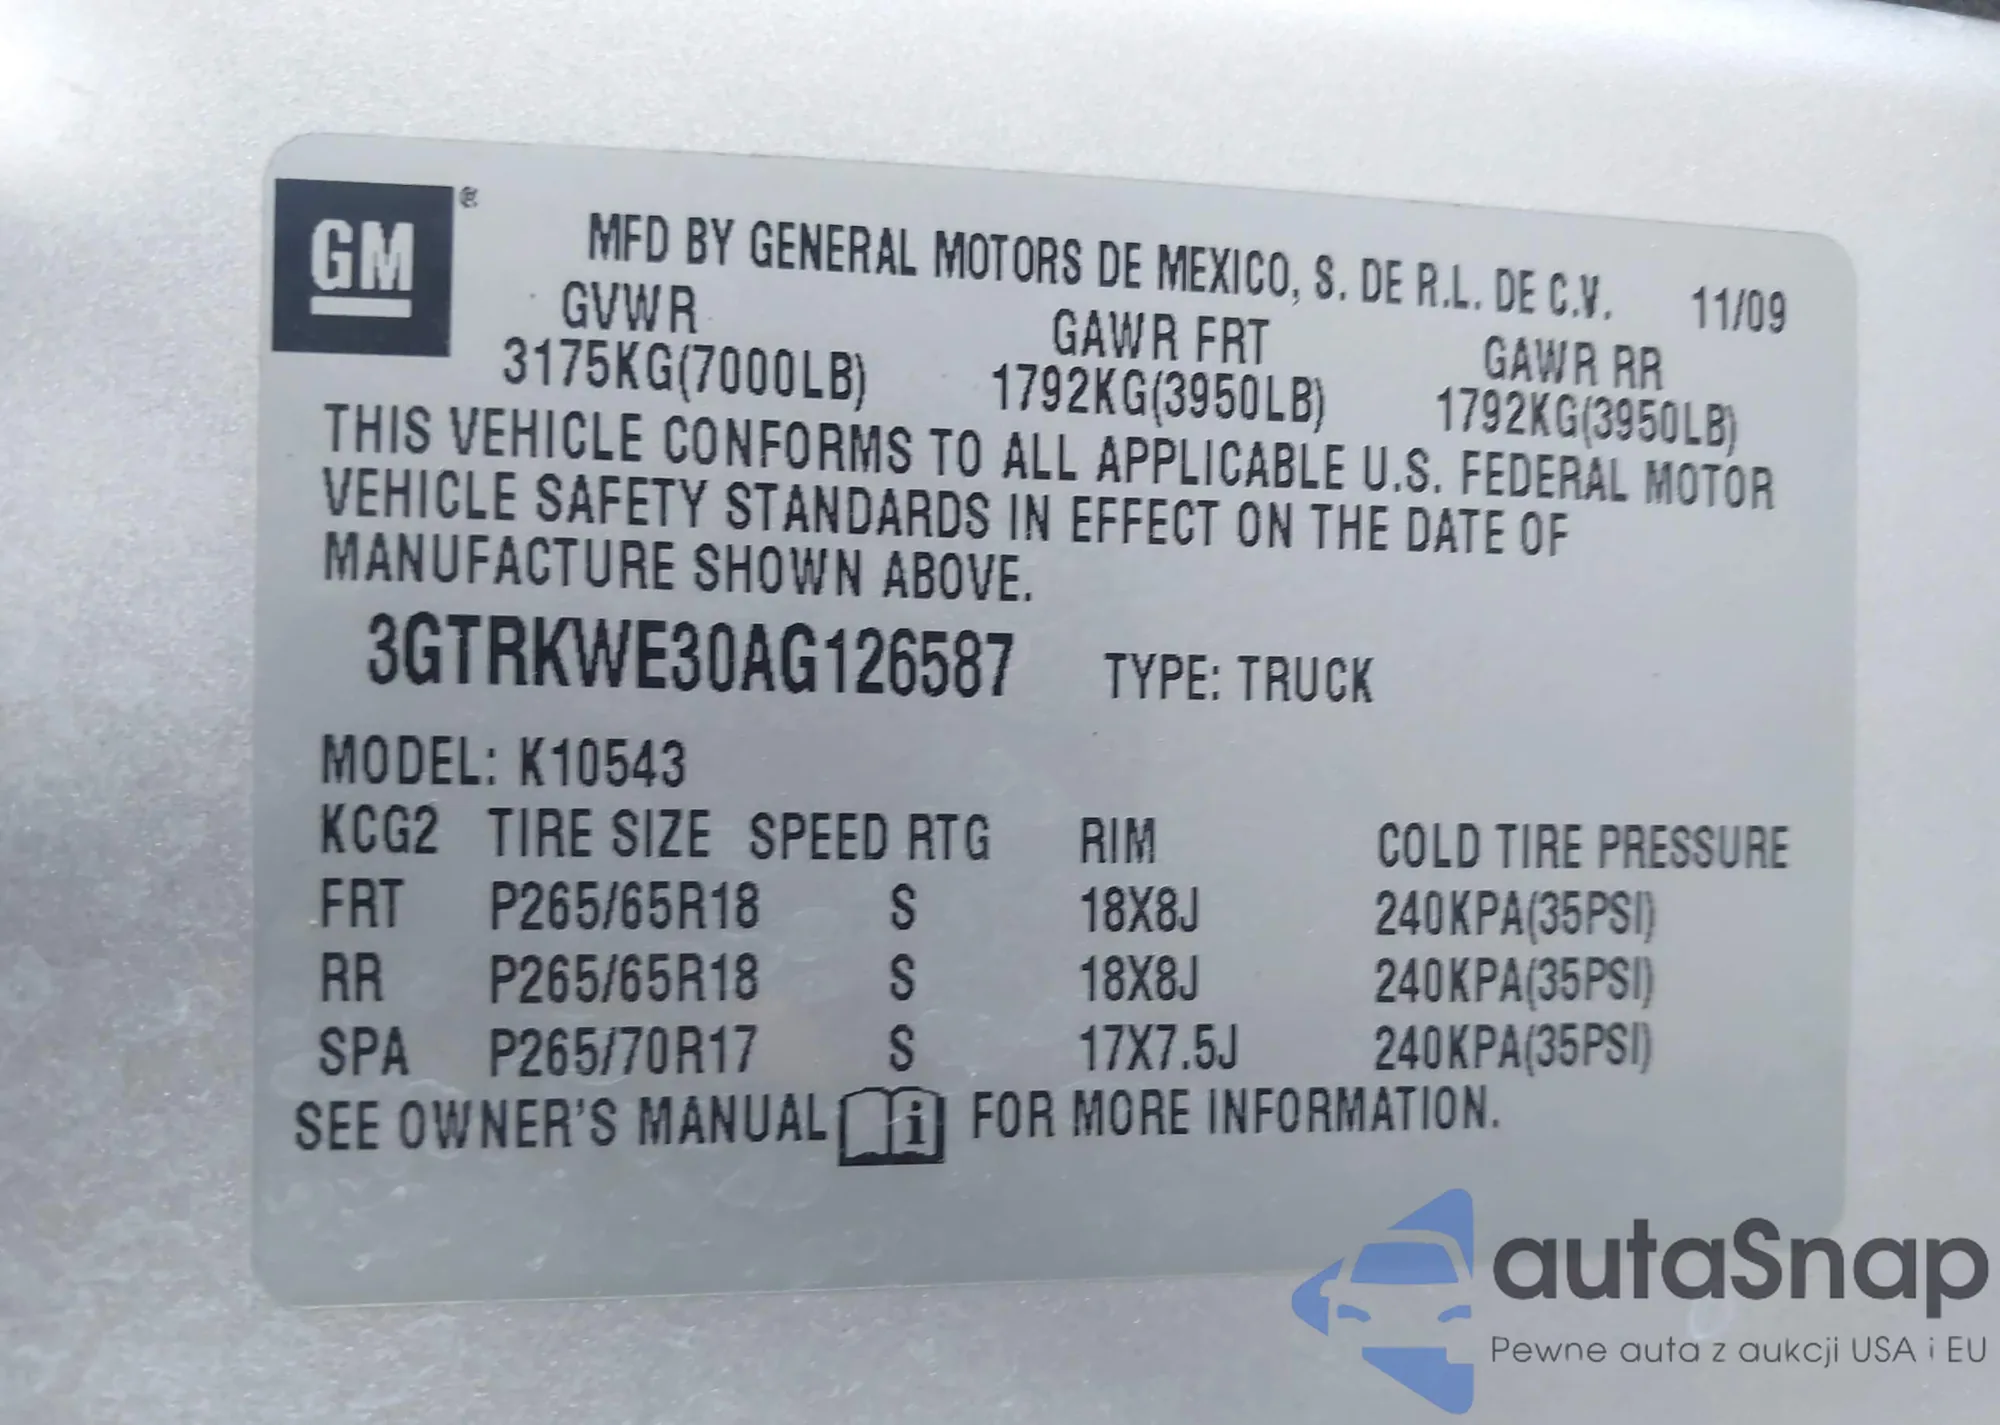 GM®
MFD BY GENERAL MOTORS DE MEXICO, S. DE R.L. DE C.V. 11/09
GVWR GAWR FRT GAWR RR
3175KG(7000LB) 1792KG(3950LB) 1792KG(3950LB)
THIS VEHICLE CONFORMS TO ALL APPLICABLE U.S. FEDERAL MOTOR
VEHICLE SAFETY STANDARDS IN EFFECT ON THE DATE OF
MANUFACTURE SHOWN ABOVE.
3GTRKWE30AG126587 TYPE: TRUCK
MODEL: K10543
KCG2 TIRE SIZE SPEED RTG RIM COLD TIRE PRESSURE
FRT P265/65R18 S 18X8J 240KPA(35PSI)
RR P265/65R18 S 18X8J 240KPA(35PSI)
SPA P265/70R17 S 17X7.5J 240KPA(35PSI)
SEE OWNER'S MANUAL i FOR MORE INFORMATION.
autaSnap
Pewne auta z aukcji USA i EU